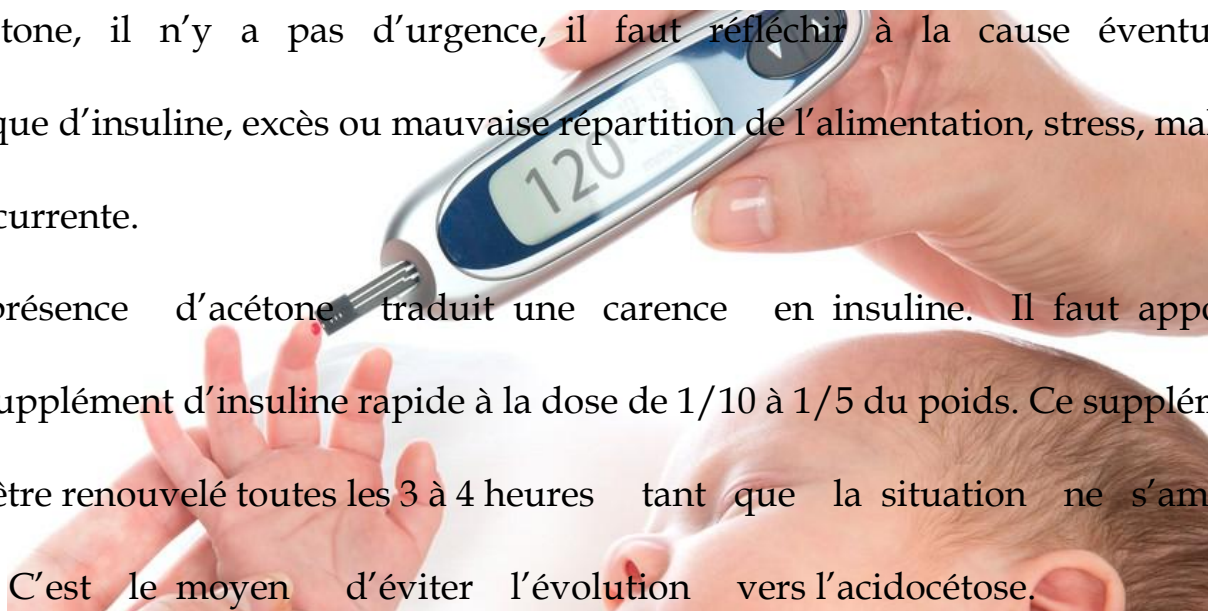 tone, il n’y a pas d’urgence, il faut réfléchir à la cause éventu
que d’insuline, excès ou mauvaise répartition de l’alimentation, stress, mal
currente.
120
présence d’acétone traduit une carence en insuline. Il faut appo
supplément d’insuline rapide à la dose de 1/10 à 1/5 du poids. Ce supplém
être renouvelé toutes les 3 à 4 heures tant que la situation ne s’am
C’est le moyen d’éviter l’évolution vers l’acidocétose.